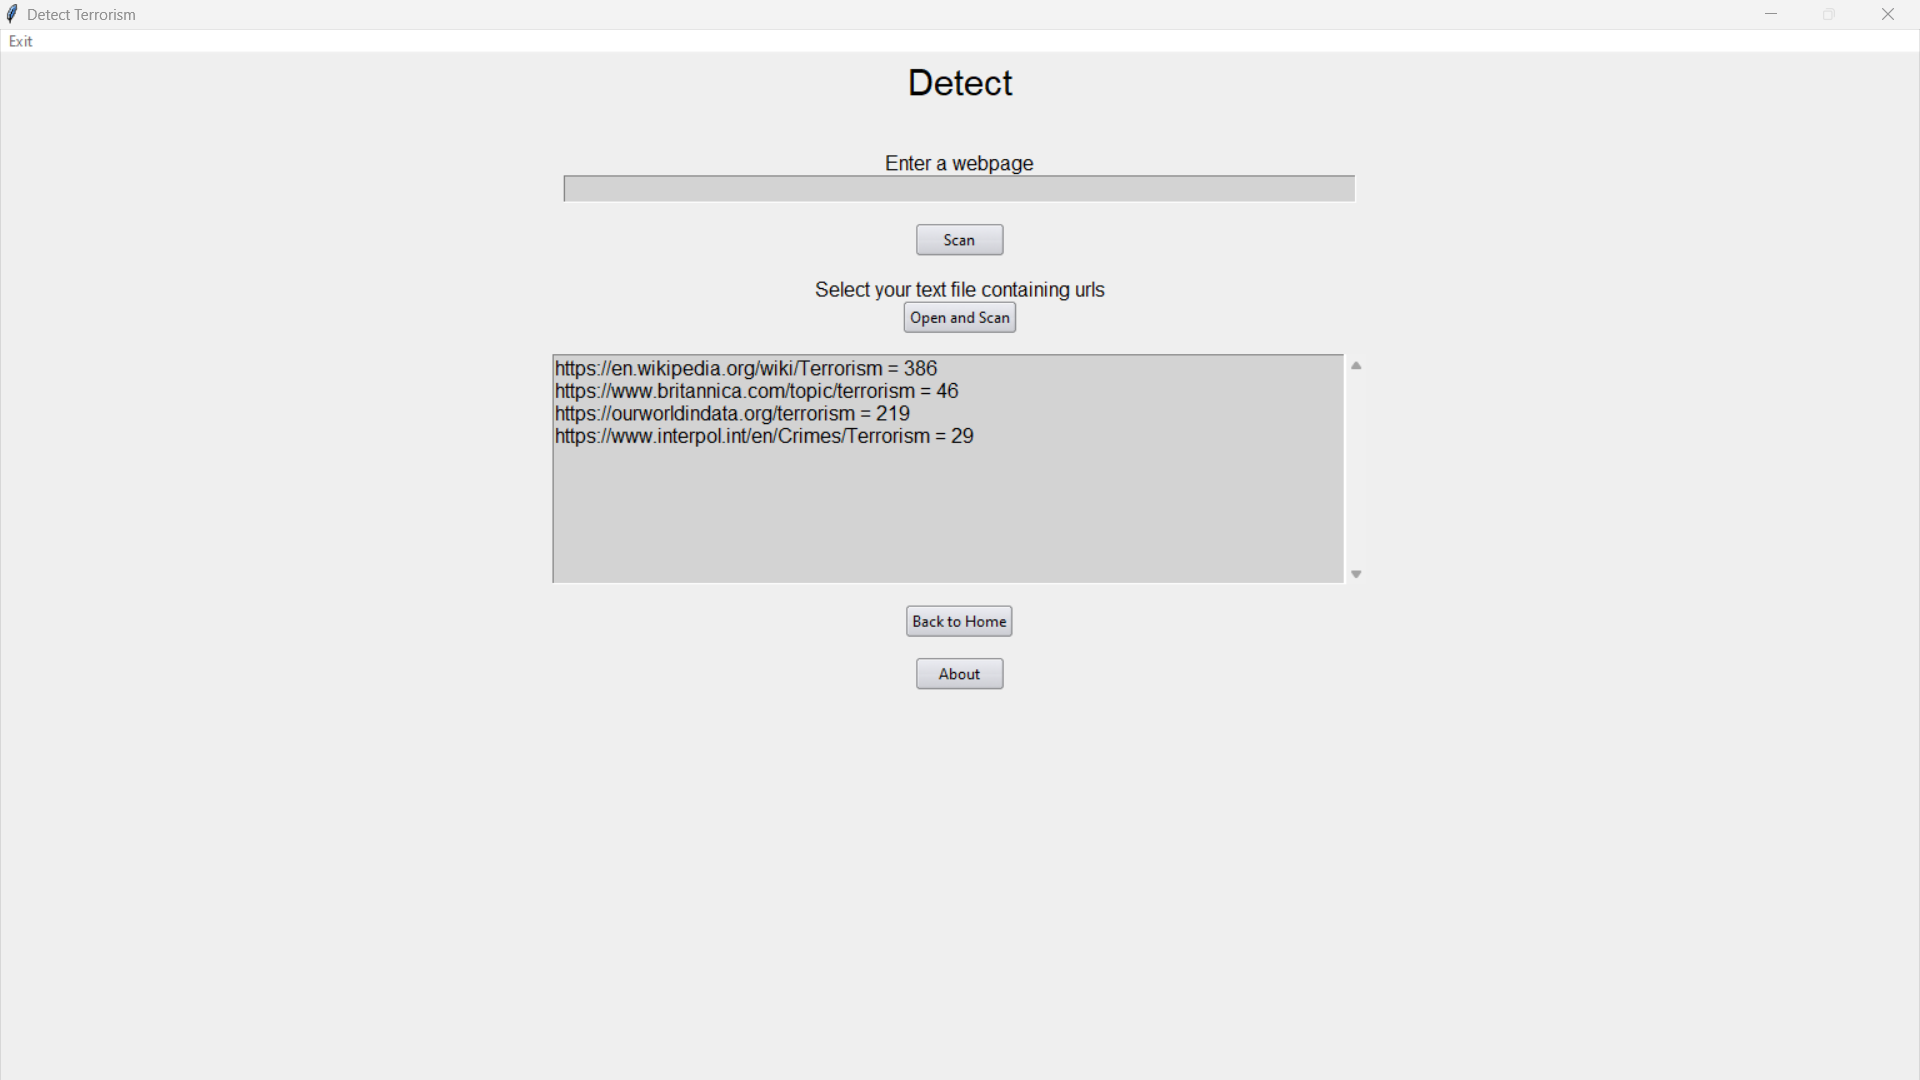 Detect Terrorism
Exit
Detect
Enter a webpage
Scan
Select your text file containing urls
Open and Scan
https://en.wikipedia.org/wiki/Terrorism = 386
https://www.britannica.com/topic/terrorism = 46
https://ourworldindata.org/terrorism = 219
https://www.interpol.int/en/Crimes/Terrorism = 29
Back to Home
About